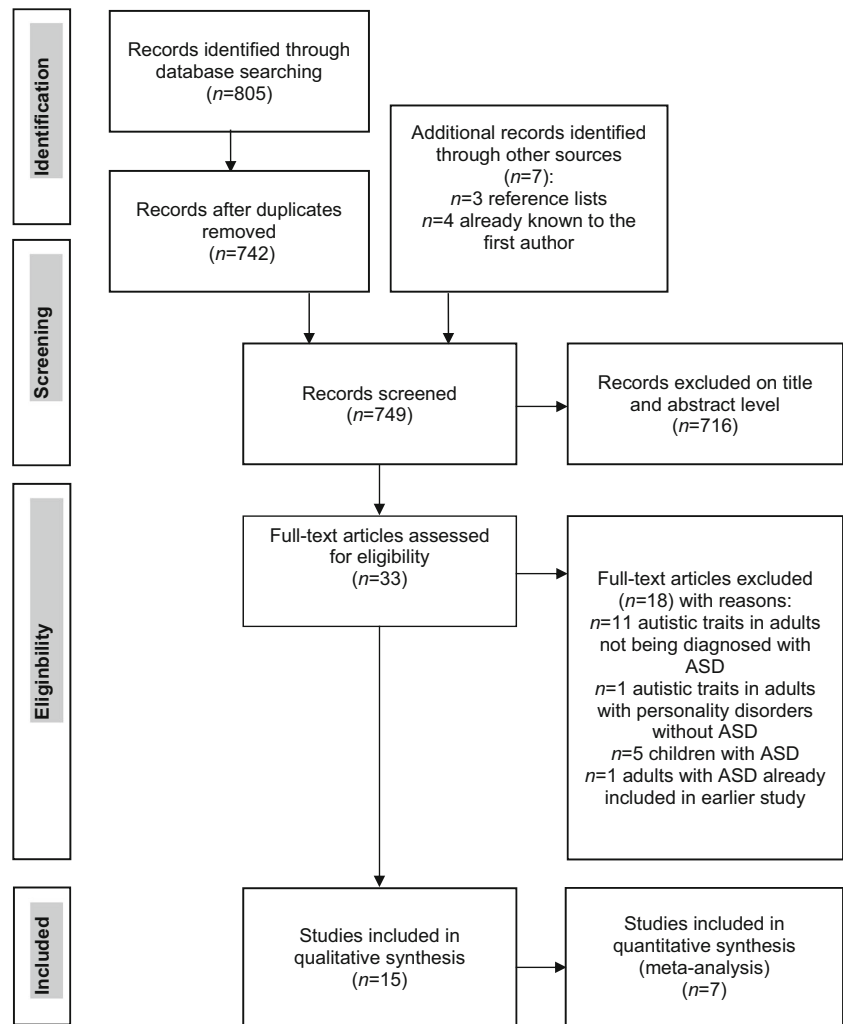 Identification
Records identified through
database searching
(n=805)
Additional records identified
through other sources
(n=7):
n=3 reference lists
n=4 already known to the
first author
Records after duplicates
removed
(n=742)
Screening
Records screened
(n=749)
Records excluded on title
and abstract level
(n=716)
Eliginbility
Full-text articles assessed
for eligibility
(n=33)
Full-text articles excluded
(n=18) with reasons:
n=11 autistic traits in adults
not being diagnosed with
ASD
n=1 autistic traits in adults
with personality disorders
without ASD
n=5 children with ASD
n=1 adults with ASD already
included in earlier study
Included
Studies included in
qualitative synthesis
(n=15)
Studies included in
quantitative synthesis
(meta-analysis)
(n=7)